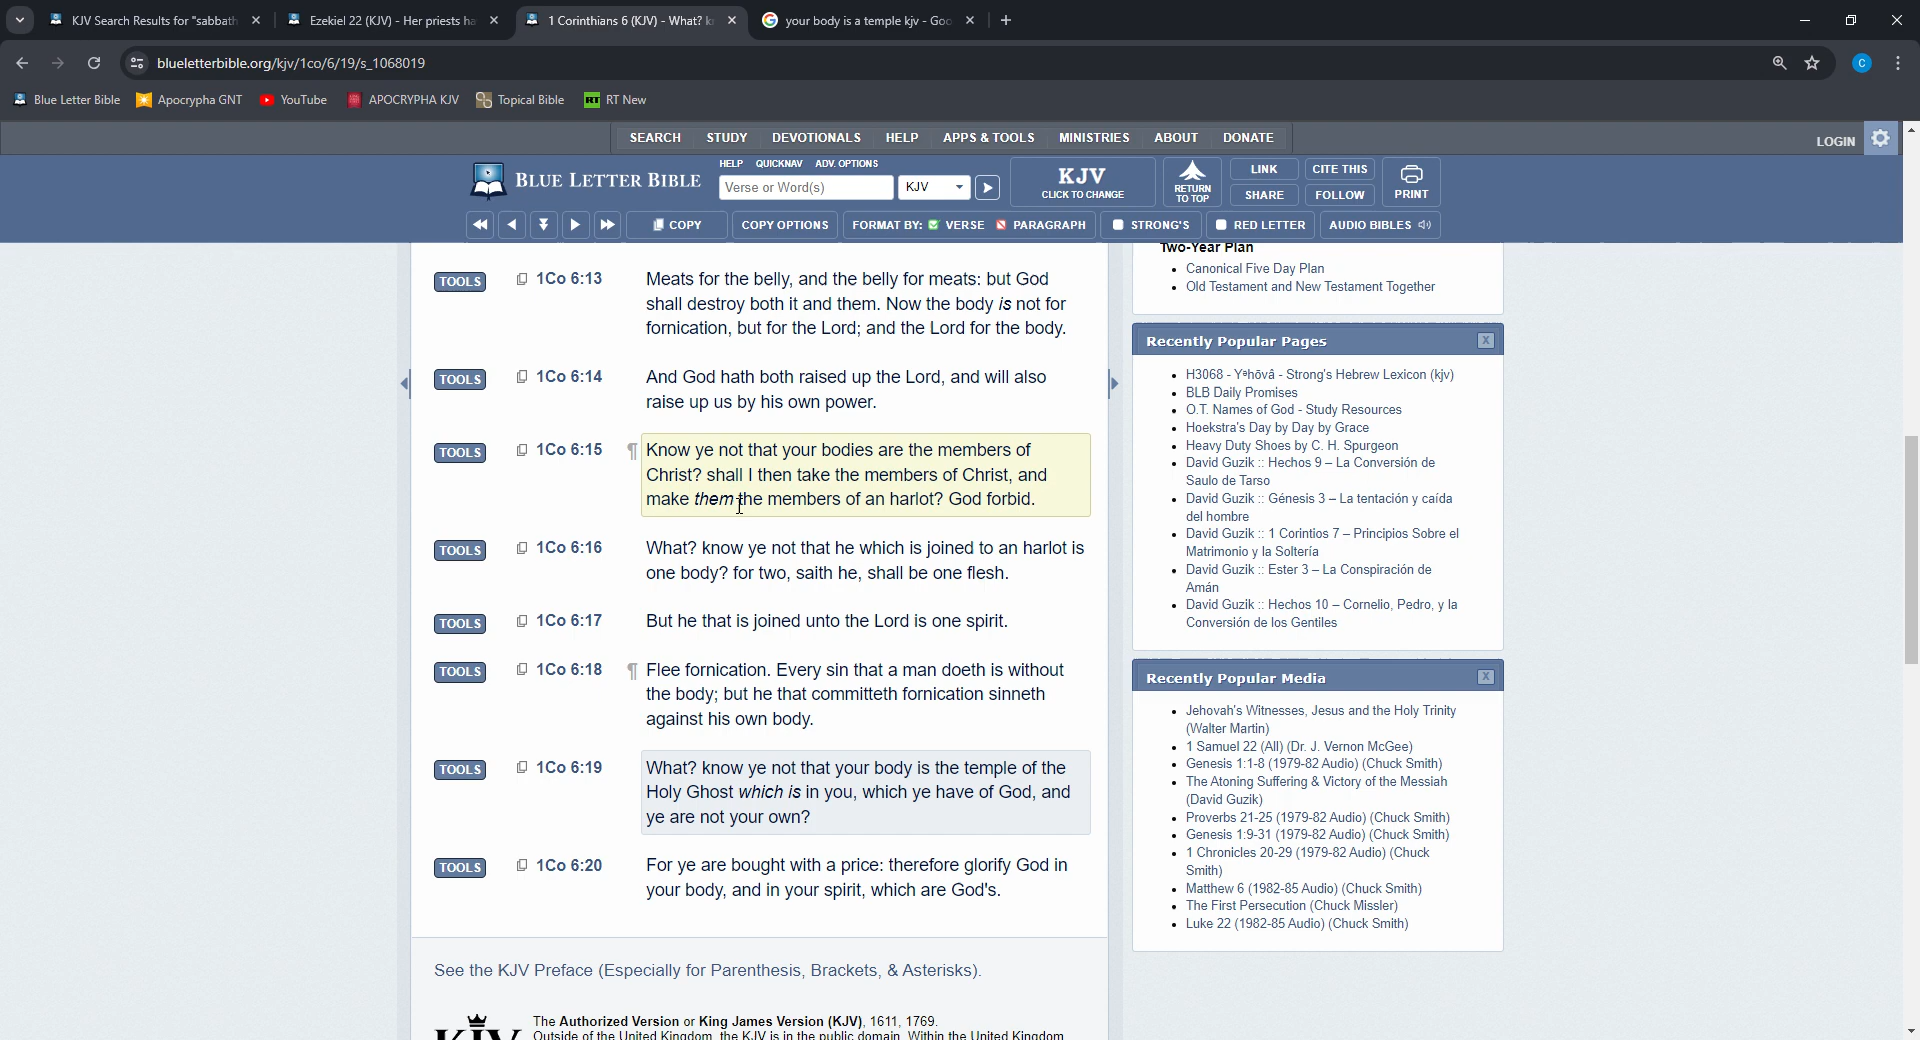 KJV Search Results for "sabbath
Ezekiel 22 (KJV) - Her priests ha
1 Corinthians 6 (KJV) - What? k
your body is a temple kjv - Goo
blueletterbible.org/kjv/1co/6/19/s_1068019
C
Blue Letter Bible
Apocrypha GNT
YouTube
APOCRYPHA KJV
Topical Bible
RT New
SEARCH STUDY DEVOTIONALS HELP APPS & TOOLS MINISTRIES ABOUT DONATE
LOGIN
HELP QUICKNAV ADV. OPTIONS
BLUE LETTER BIBLE
Verse or Word(s)
KJV
KJV
CLICK TO CHANGE
RETURN
TO TOP
LINK
CITE THIS
SHARE
FOLLOW
PRINT
COPY
COPY OPTIONS
FORMAT BY: VERSE PARAGRAPH
STRONG'S
RED LETTER
AUDIO BIBLES
TOOLS 1Co 6:13 Meats for the belly, and the belly for meats: but God
shall destroy both it and them. Now the body is not for
fornication, but for the Lord; and the Lord for the body.
TOOLS 1Co 6:14 And God hath both raised up the Lord, and will also
raise up us by his own power.
TOOLS 1Co 6:15 ¶ Know ye not that your bodies are the members of
Christ? shall I then take the members of Christ, and
make them the members of an harlot? God forbid.
TOOLS 1Co 6:16 What? know ye not that he which is joined to an harlot is
one body? for two, saith he, shall be one flesh.
TOOLS 1Co 6:17 But he that is joined unto the Lord is one spirit.
TOOLS 1Co 6:18 ¶ Flee fornication. Every sin that a man doeth is without
the body; but he that committeth fornication sinneth
against his own body.
TOOLS 1Co 6:19 What? know ye not that your body is the temple of the
Holy Ghost which is in you, which ye have of God, and
ye are not your own?
TOOLS 1Co 6:20 For ye are bought with a price: therefore glorify God in
your body, and in your spirit, which are God's.
See the KJV Preface (Especially for Parenthesis, Brackets, & Asterisks).
KJV
The Authorized Version or King James Version (KJV), 1611, 1769.
Outside of the United Kingdom, the KJV is in the public domain. Within the United Kingdom,
Two-Year Plan
Canonical Five Day Plan
Old Testament and New Testament Together
Recently Popular Pages
X
H3068 - Yᵊhōvâ - Strong's Hebrew Lexicon (kjv)
BLB Daily Promises
O.T. Names of God - Study Resources
Hoekstra's Day by Day by Grace
Heavy Duty Shoes by C. H. Spurgeon
David Guzik :: Hechos 9 – La Conversión de
Saulo de Tarso
David Guzik :: Génesis 3 – La tentación y caída
del hombre
David Guzik :: 1 Corintios 7 – Principios Sobre el
Matrimonio y la Soltería
David Guzik :: Ester 3 – La Conspiración de
Amán
David Guzik :: Hechos 10 – Cornelio, Pedro, y la
Conversión de los Gentiles
Recently Popular Media
X
Jehovah's Witnesses, Jesus and the Holy Trinity
(Walter Martin)
1 Samuel 22 (All) (Dr. J. Vernon McGee)
Genesis 1:1-8 (1979-82 Audio) (Chuck Smith)
The Atoning Suffering & Victory of the Messiah
(David Guzik)
Proverbs 21-25 (1979-82 Audio) (Chuck Smith)
Genesis 1:9-31 (1979-82 Audio) (Chuck Smith)
1 Chronicles 20-29 (1979-82 Audio) (Chuck
Smith)
Matthew 6 (1982-85 Audio) (Chuck Smith)
The First Persecution (Chuck Missler)
Luke 22 (1982-85 Audio) (Chuck Smith)